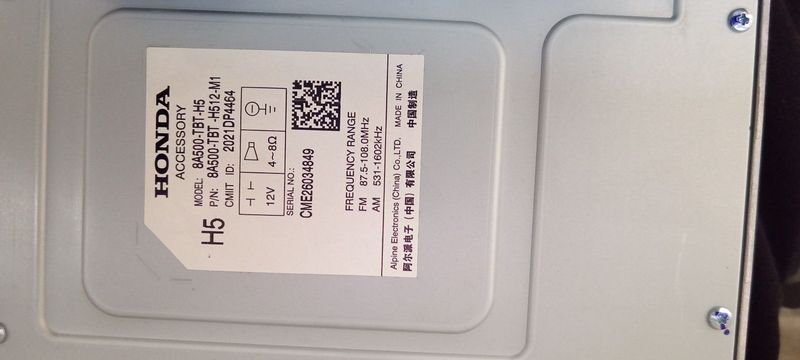 HONDA
ACCESSORY
MODEL: 8A500-TBT-H5
P/N: 8A500-TBT -H512-M1
CMIIT ID: 2021DP4464
H5
12V 4~8Ω
SERIAL NO.:
CME26034849
FREQUENCY RANGE
FM 87.5-108.0MHz
AM 531-1602kHz
Alpine Electronics (China) Co.,LTD. MADE IN CHINA
阿尔派电子（中国）有限公司 中国制造